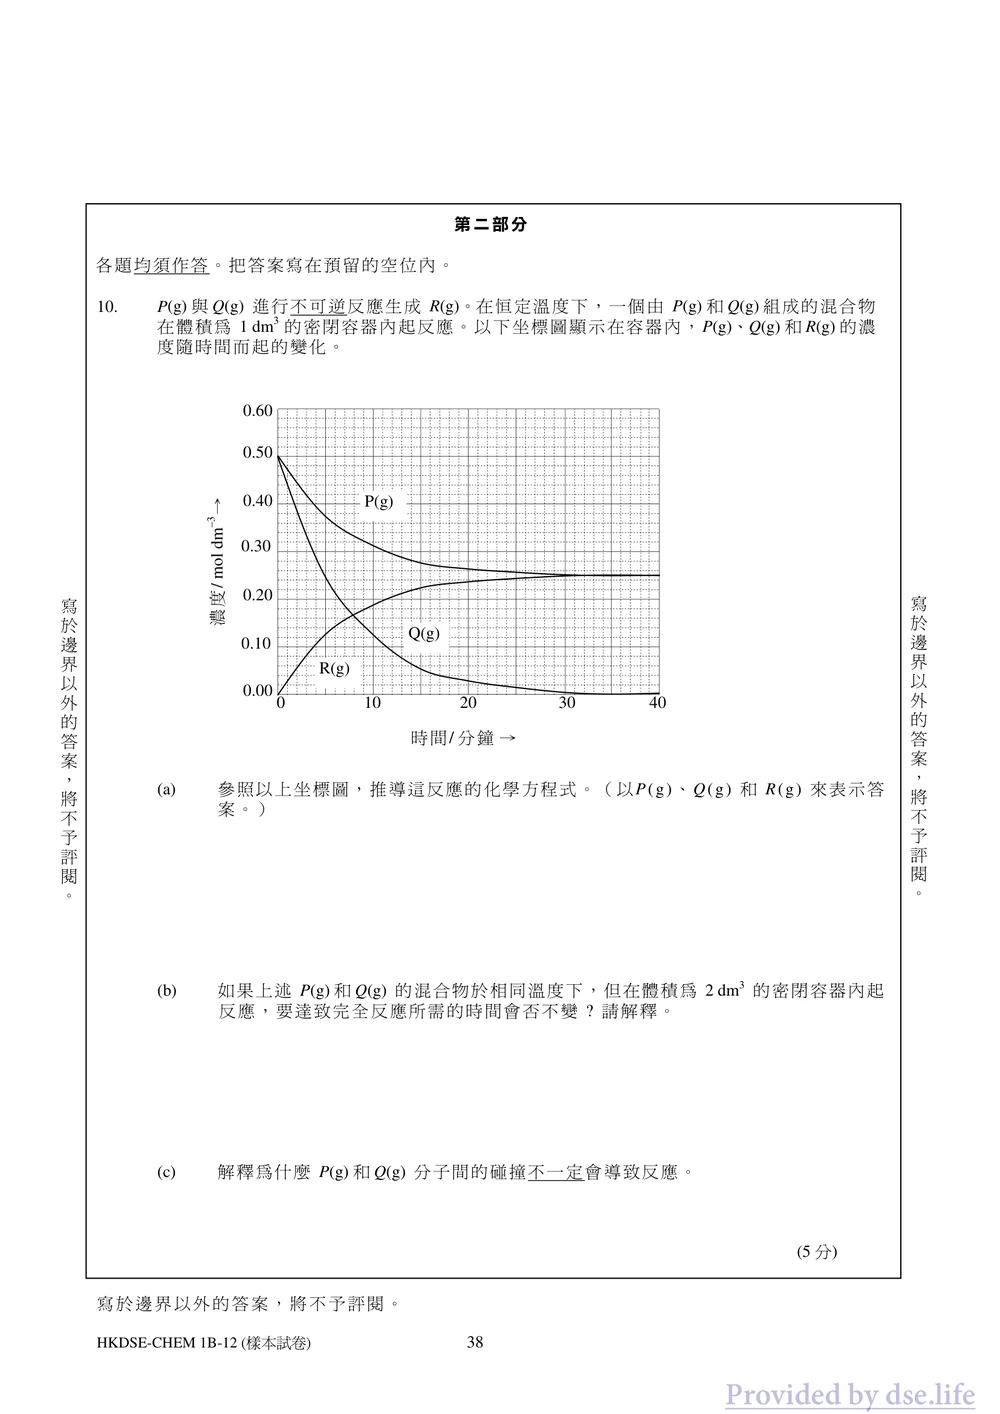 第二部分
各題均須作答。把答案寫在預留的空位內。
10. P(g) 與 Q(g) 進行不可逆反應生成 R(g)。在恒定溫度下，一個由 P(g) 和 Q(g) 組成的混合物
在體積為 1 dm³ 的密閉容器內起反應。以下坐標圖顯示在容器內，P(g)、Q(g) 和 R(g) 的濃
度隨時間而起的變化。
0.60
0.50
0.40
0.30
0.20
0.10
0.00
濃度 / mol dm⁻³ →
P(g)
Q(g)
R(g)
0 10 20 30 40
時間/ 分鐘 →
(a) 參照以上坐標圖，推導這反應的化學方程式。（以P(g)、Q(g) 和 R(g) 來表示答
案。）
(b) 如果上述 P(g) 和 Q(g) 的混合物於相同溫度下，但在體積為 2 dm³ 的密閉容器內起
反應，要達致完全反應所需的時間會否不變？請解釋。
(c) 解釋為什麼 P(g) 和 Q(g) 分子間的碰撞不一定會導致反應。
(5 分)
寫於邊界以外的答案，將不予評閱。
寫於邊界以外的答案，將不予評閱。
寫於邊界以外的答案，將不予評閱。
HKDSE-CHEM 1B-12 (樣本試卷) 38
Provided by dse.life